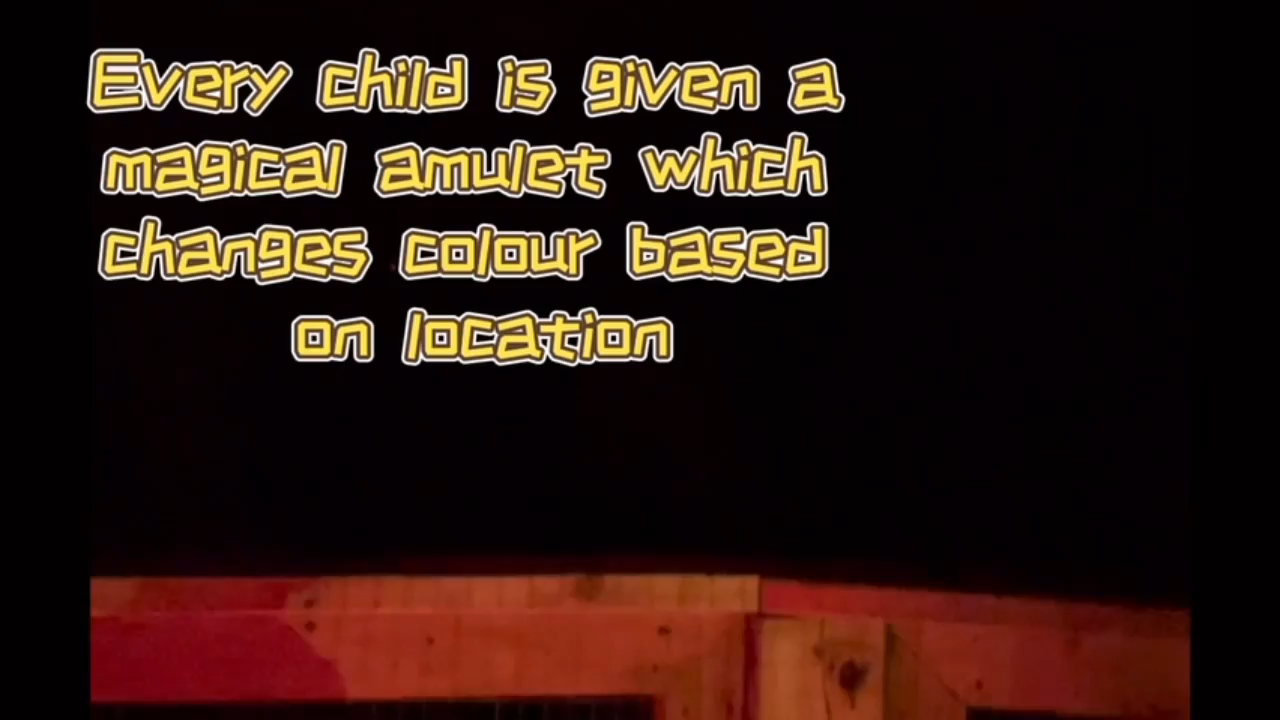 Every child is given a
magical amulet which
changes colour based
on location